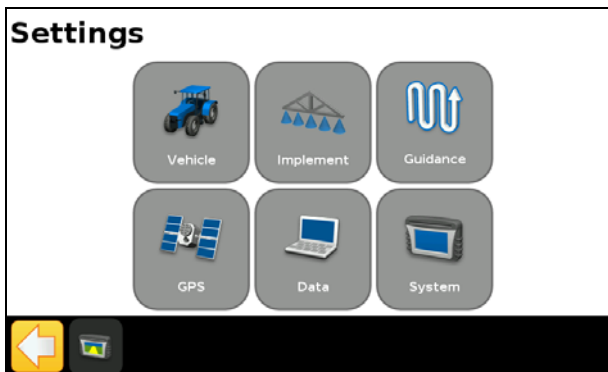 Settings
Vehicle
Implement
Guidance
GPS
Data
System